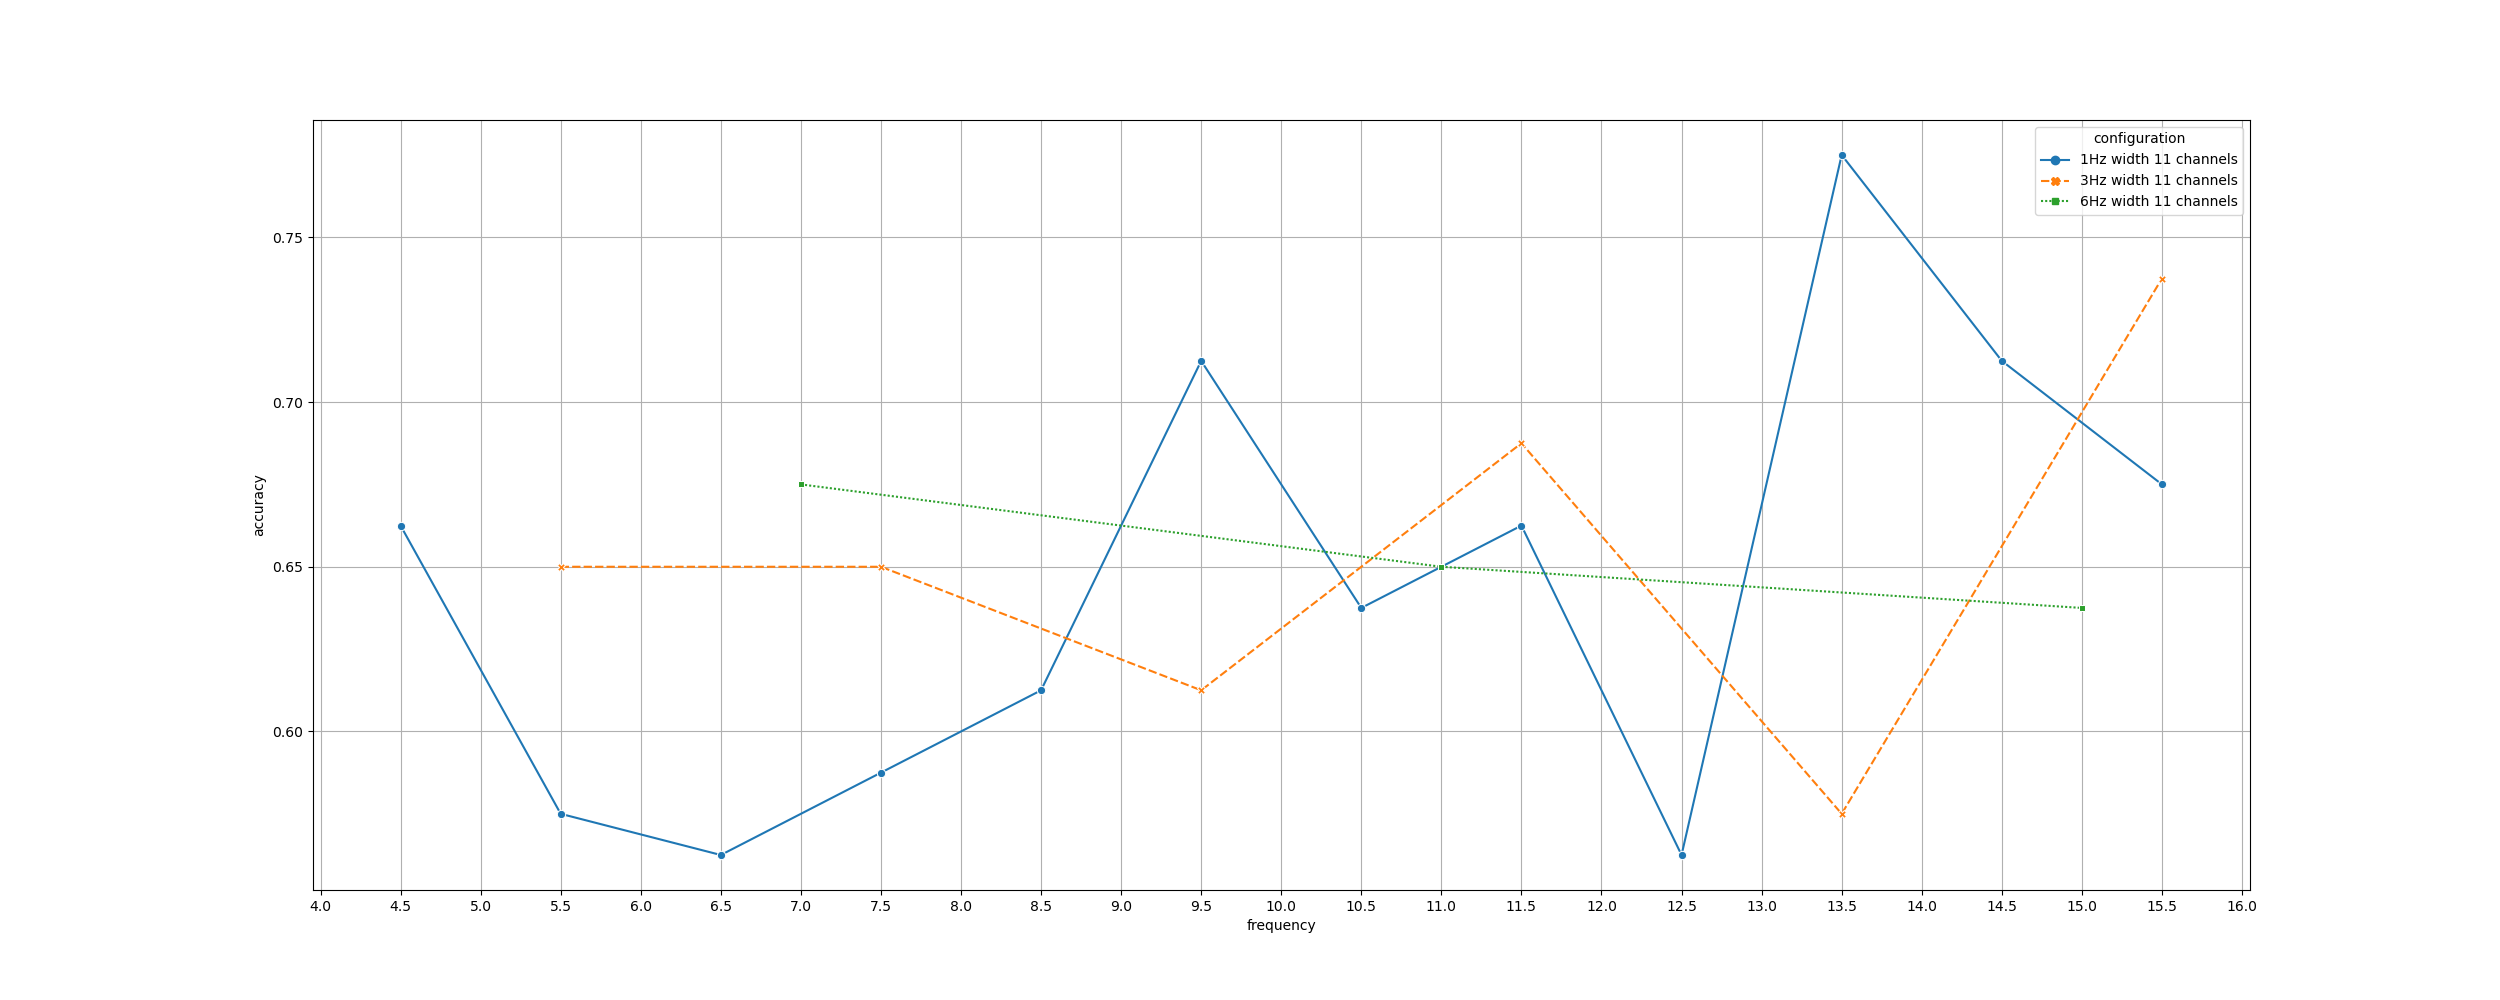 configuration
1Hz width 11 channels
3Hz width 11 channels
6Hz width 11 channels
0.75
0.70
0.65
0.60
accuracy
4.0 4.5 5.0 5.5 6.0 6.5 7.0 7.5 8.0 8.5 9.0 9.5 10.0 10.5 11.0 11.5 12.0 12.5 13.0 13.5 14.0 14.5 15.0 15.5 16.0
frequency